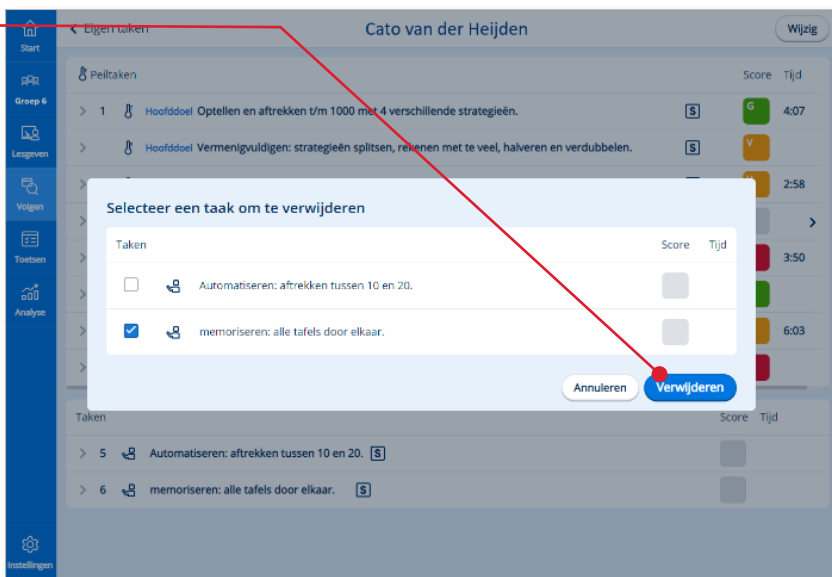 Start
Groep 6
Lesgeven
Volgen
Toetsen
Analyse
Instellingen
Eigen taken
Cato van der Heijden
Wijzig
Peiltaken Score Tijd
1 Hoofddoel Optellen en aftrekken t/m 1000 met 4 verschillende strategieën. S G 4:07
Hoofddoel Vermenigvuldigen: strategieën splitsen, rekenen met te veel, halveren en verdubbelen. S V
2:58
3:50
6:03
Selecteer een taak om te verwijderen
Taken Score Tijd
Automatiseren: aftrekken tussen 10 en 20.
memoriseren: alle tafels door elkaar.
Annuleren Verwijderen
Taken Score Tijd
5 Automatiseren: aftrekken tussen 10 en 20. S
6 memoriseren: alle tafels door elkaar. S